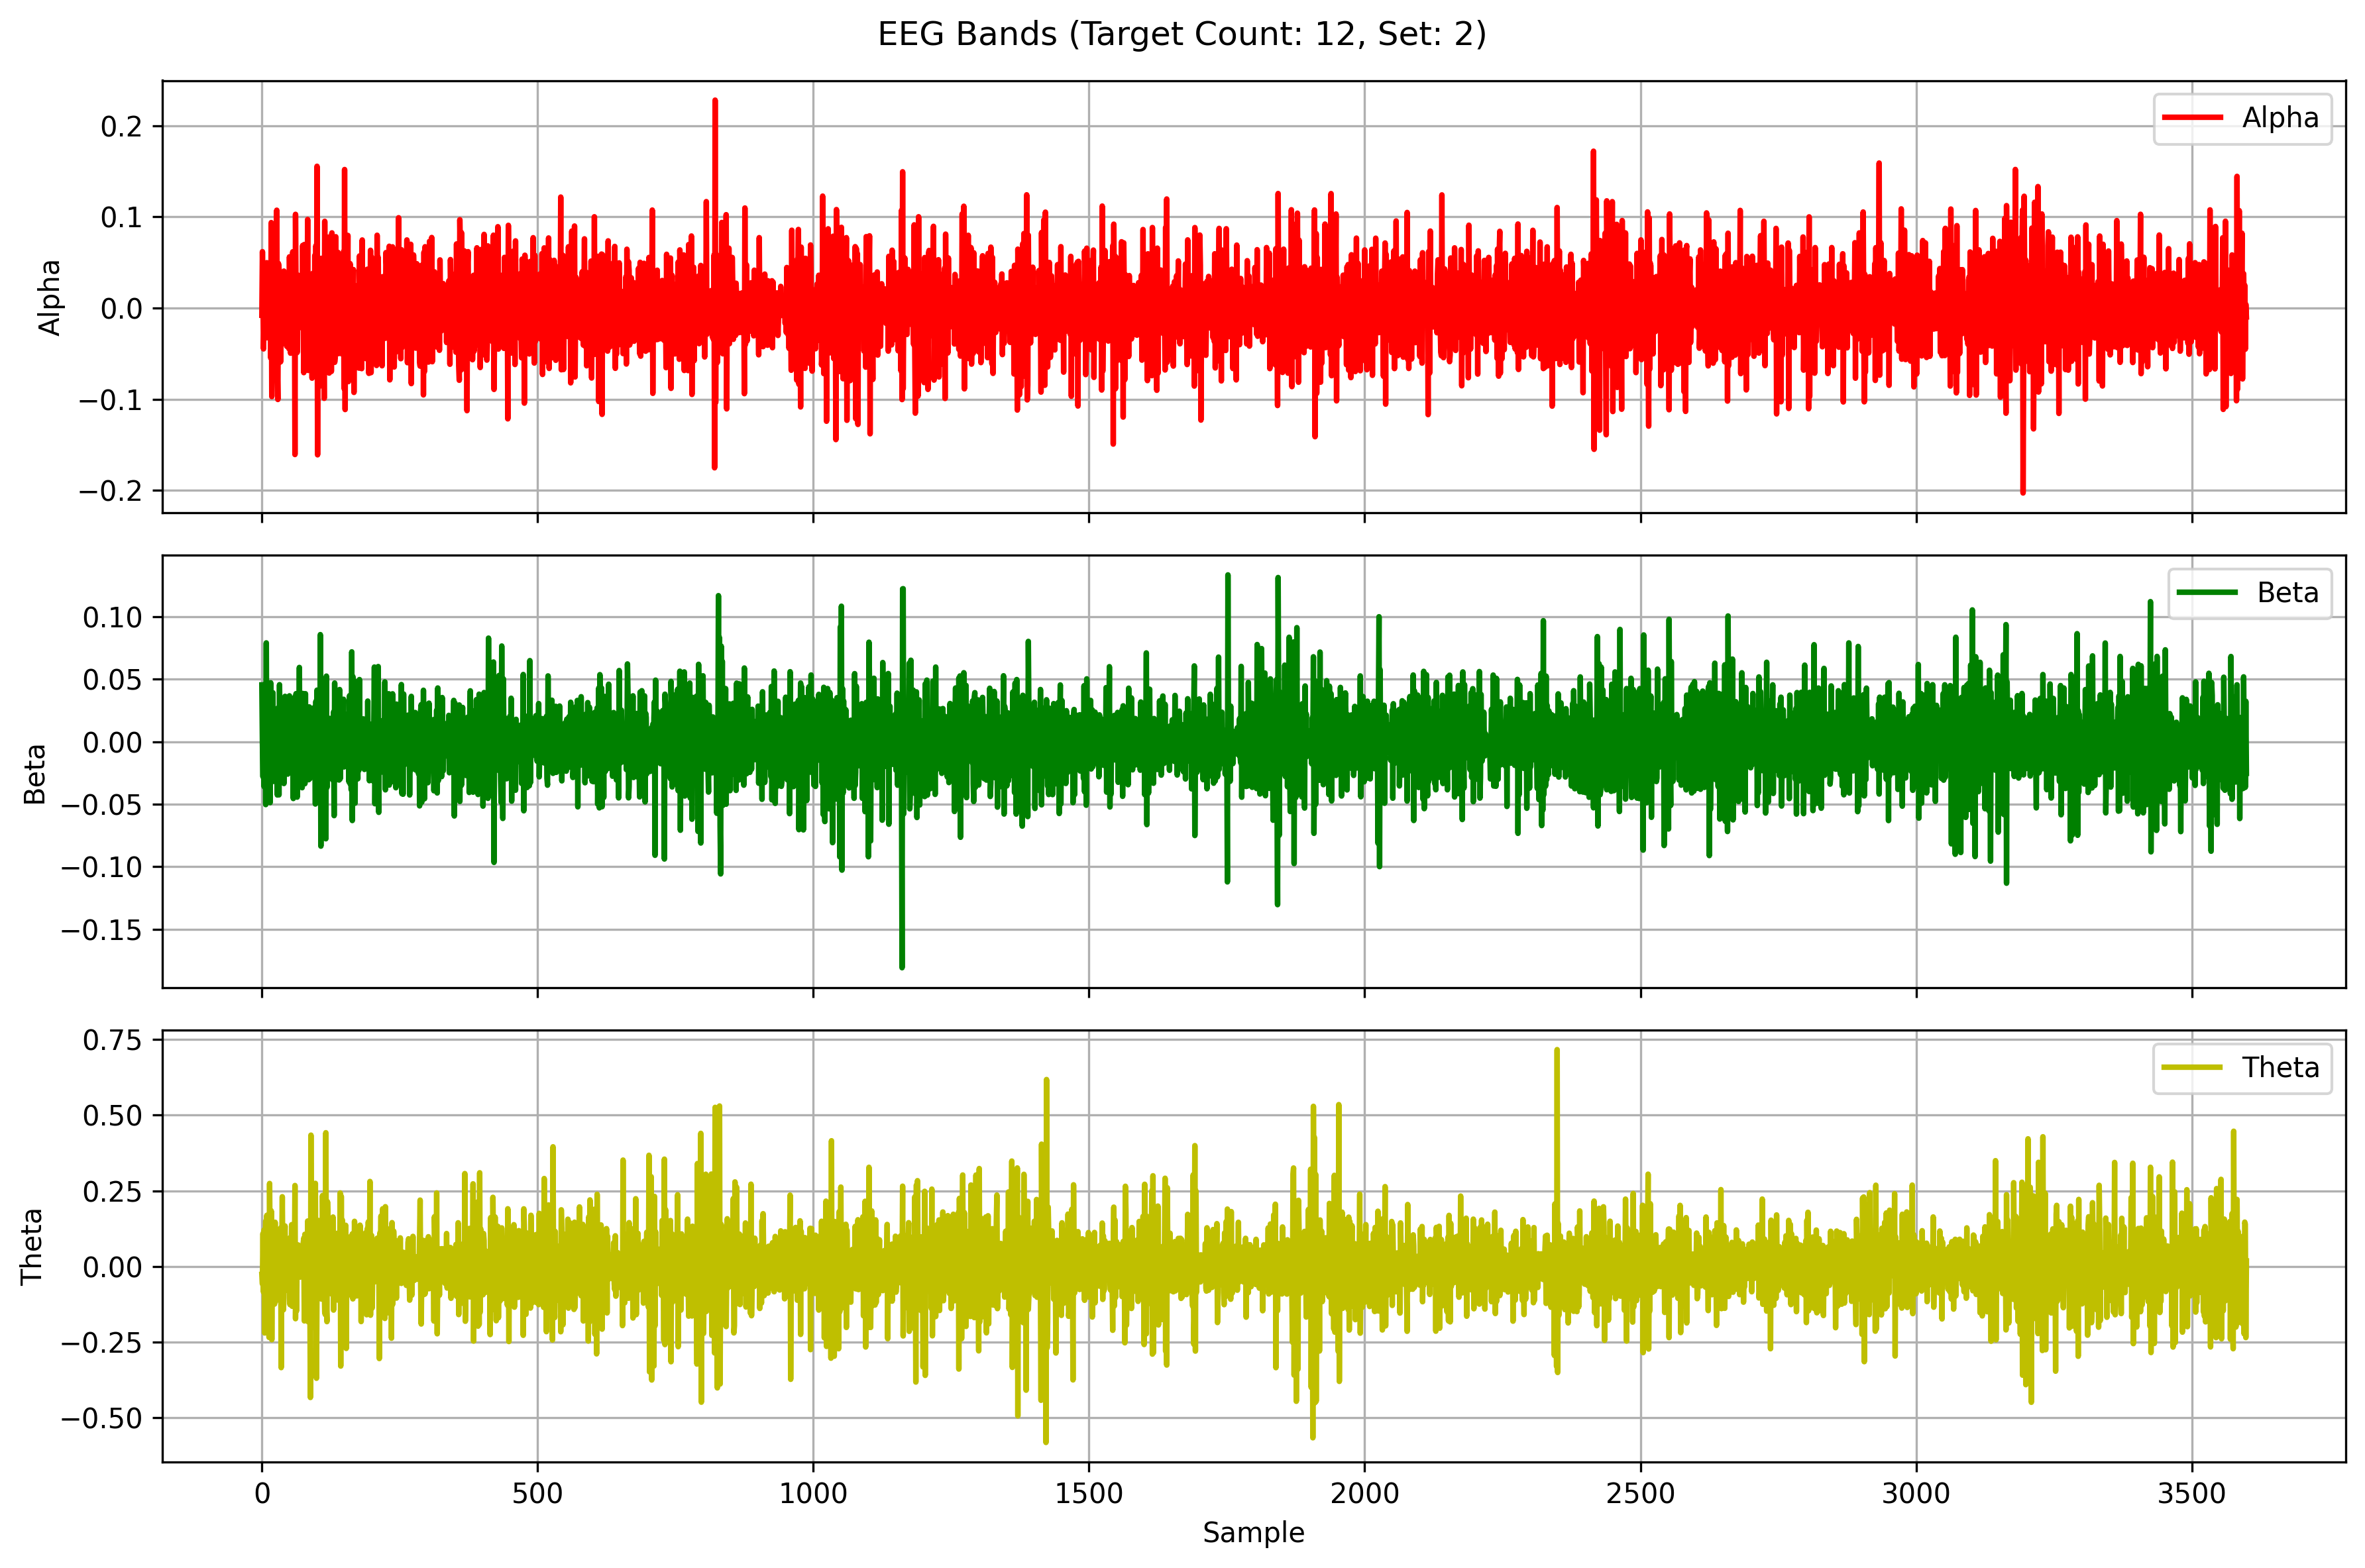 EEG Bands (Target Count: 12, Set: 2)
Alpha
0.2
0.1
0.0
−0.1
−0.2
Alpha
Beta
0.10
0.05
0.00
−0.05
−0.10
−0.15
Beta
Theta
0.75
0.50
0.25
0.00
−0.25
−0.50
Theta
0 500 1000 1500 2000 2500 3000 3500
Sample